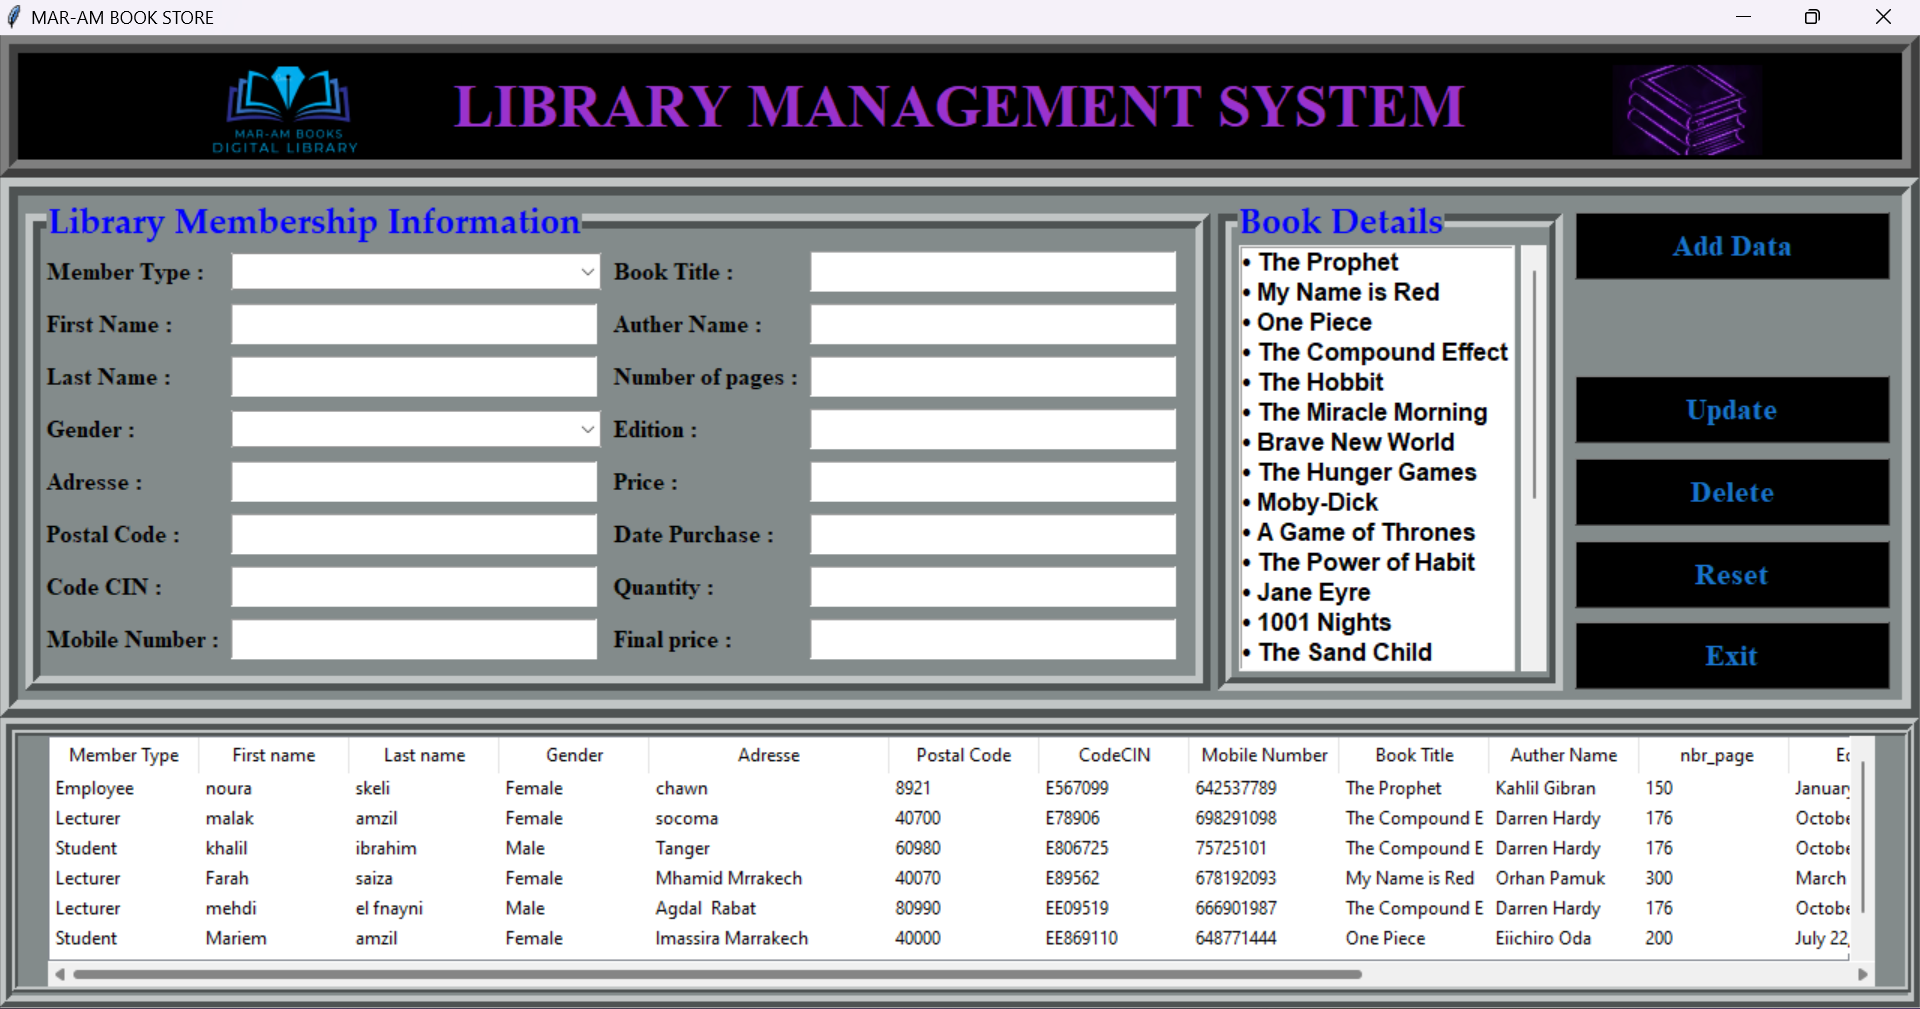 MAR-AM BOOK STORE
MAR-AM BOOKS
DIGITAL LIBRARY
LIBRARY MANAGEMENT SYSTEM
Library Membership Information
Member Type :
First Name :
Last Name :
Gender :
Adresse :
Postal Code :
Code CIN :
Mobile Number :
Book Title :
Auther Name :
Number of pages :
Edition :
Price :
Date Purchase :
Quantity :
Final price :
Book Details
• The Prophet
• My Name is Red
• One Piece
• The Compound Effect
• The Hobbit
• The Miracle Morning
• Brave New World
• The Hunger Games
• Moby-Dick
• A Game of Thrones
• The Power of Habit
• Jane Eyre
• 1001 Nights
• The Sand Child
Add Data
Update
Delete
Reset
Exit
Member Type First name Last name Gender Adresse Postal Code CodeCIN Mobile Number Book Title Auther Name nbr_page
Employee noura skeli Female chawn 8921 E567099 642537789 The Prophet Kahlil Gibran 150 January
Lecturer malak amzil Female socoma 40700 E78906 698291098 The Compound E Darren Hardy 176 Octobe
Student khalil ibrahim Male Tanger 60980 E806725 75725101 The Compound E Darren Hardy 176 Octobe
Lecturer Farah saiza Female Mhamid Mrrakech 40070 E89562 678192093 My Name is Red Orhan Pamuk 300 March
Lecturer mehdi el fnayni Male Agdal Rabat 80990 EE09519 666901987 The Compound E Darren Hardy 176 Octobe
Student Mariem amzil Female Imassira Marrakech 40000 EE869110 648771444 One Piece Eiichiro Oda 200 July 22,